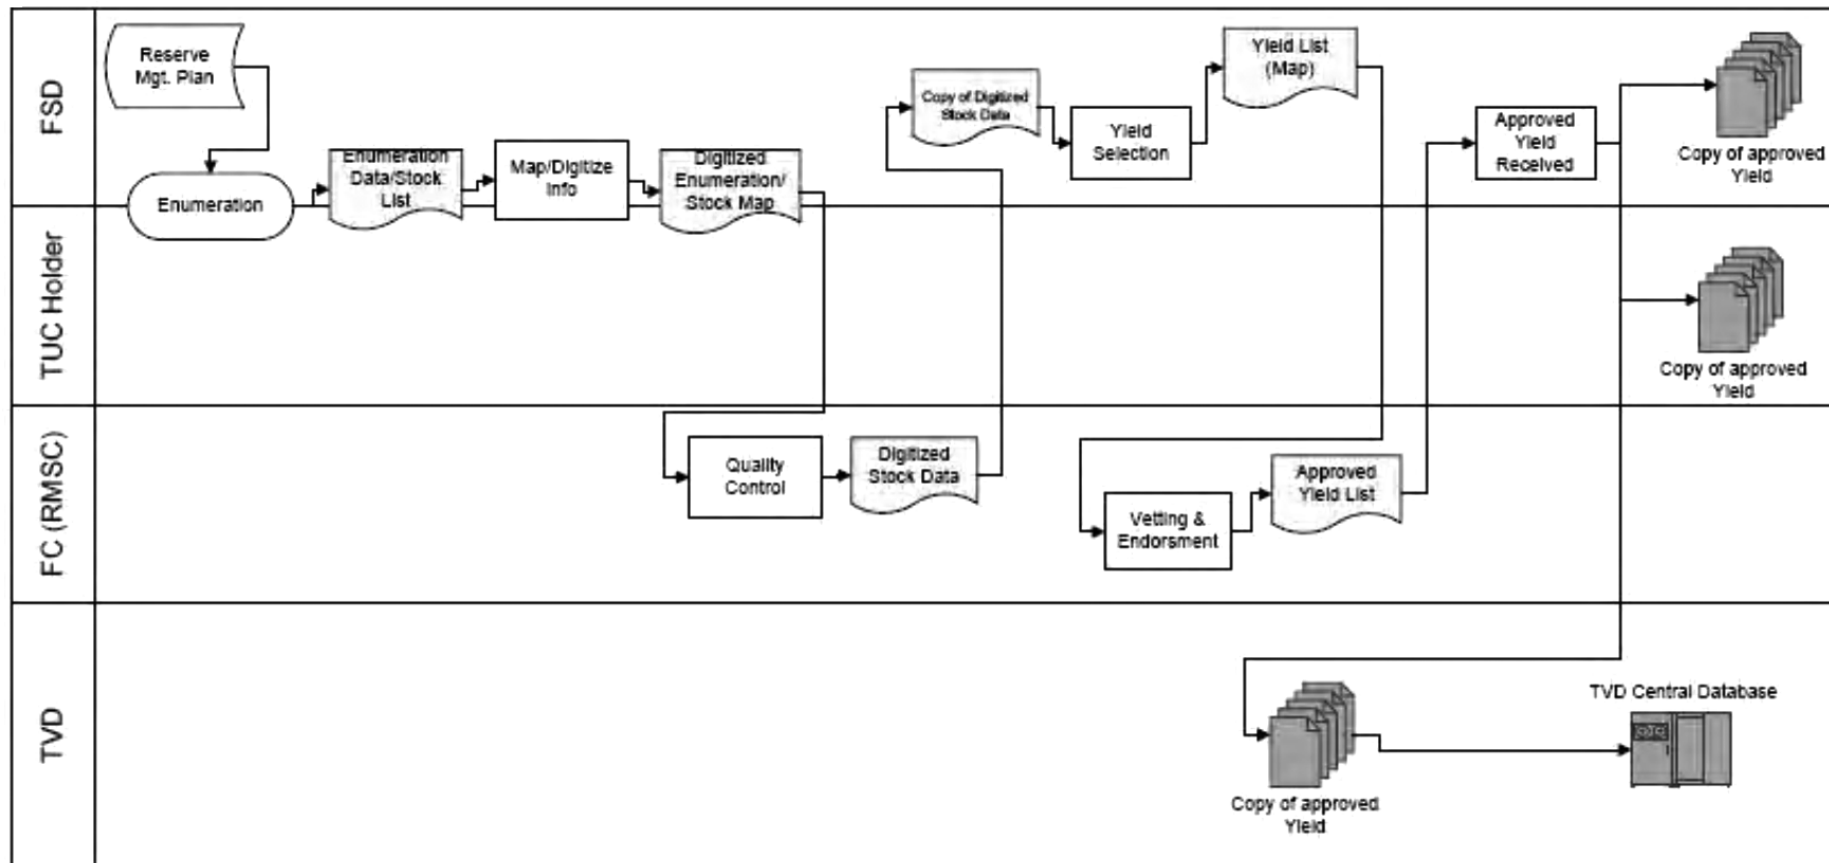 FSD
Reserve
Mgt. Plan
Enumeration
Enumeration
Data/Stock
List
Map/Digitize
Info
Digitized
Enumeration/
Stock Map
Copy of Digitized
Stock Data
Yield
Selection
Yield List
(Map)
Approved
Yield
Received
Copy of approved
Yield
TUC Holder
Copy of approved
Yield
FC (RMSC)
Quality
Control
Digitized
Stock Data
Vetting &
Endorsment
Approved
Yield List
TVD
Copy of approved
Yield
TVD Central Database